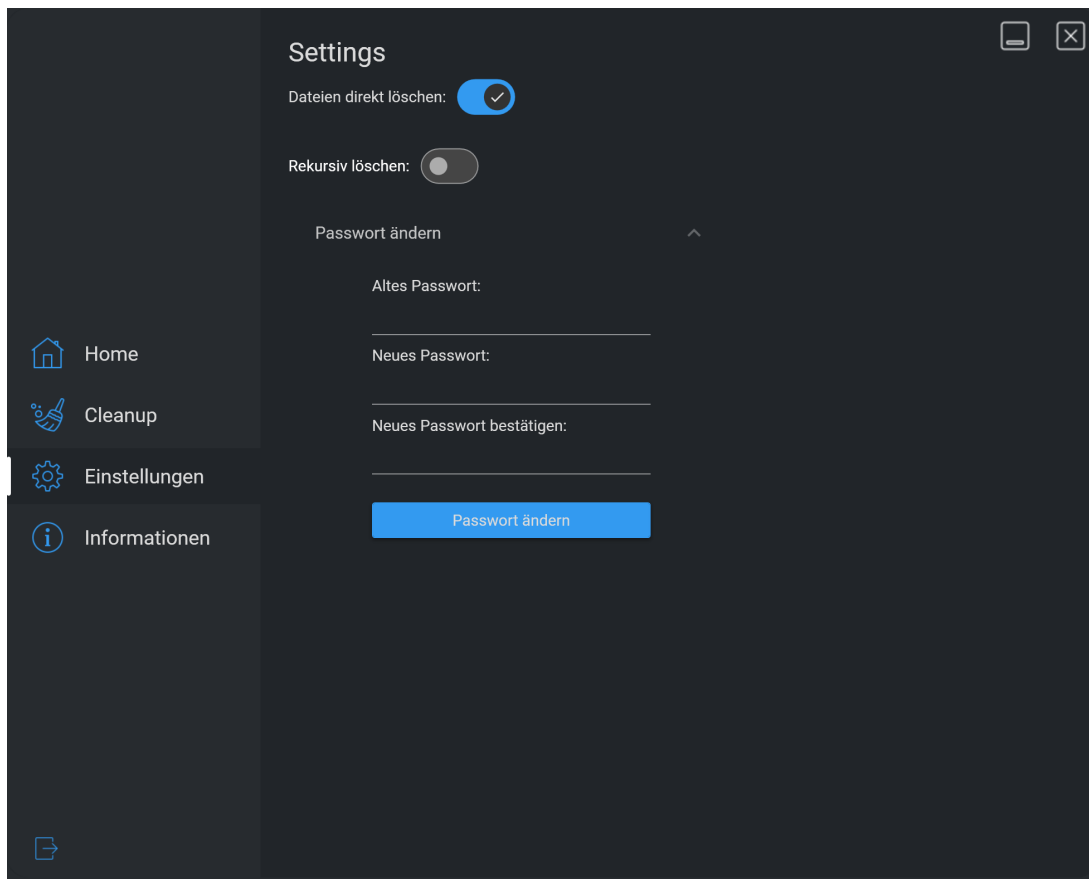 Settings
Dateien direkt löschen:
Rekursiv löschen:
Passwort ändern
Altes Passwort:
Neues Passwort:
Neues Passwort bestätigen:
Passwort ändern
Home
Cleanup
Einstellungen
Informationen